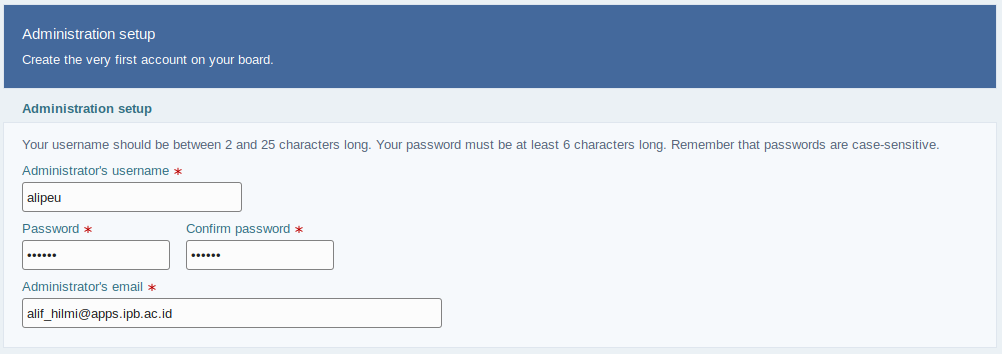 Administration setup
Create the very first account on your board.
Administration setup
Your username should be between 2 and 25 characters long. Your password must be at least 6 characters long. Remember that passwords are case-sensitive.
Administrator's username *
alipeu
Password * Confirm password *
•••••• ••••••
Administrator's email *
alif_hilmi@apps.ipb.ac.id